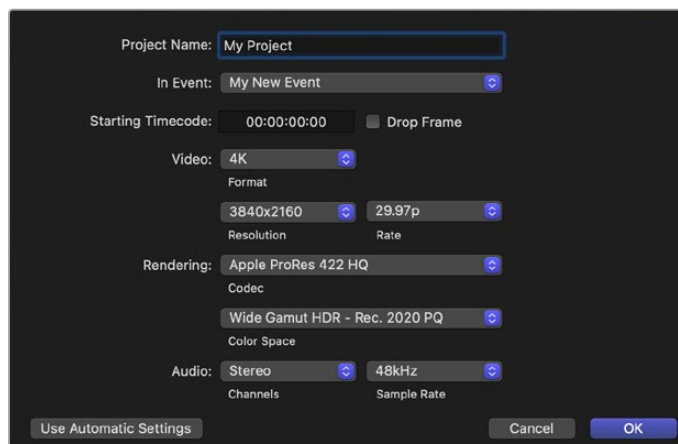 Project Name: My Project
In Event: My New Event
Starting Timecode: 00:00:00:00 Drop Frame
Video: 4K
Format
3840x2160 29.97p
Resolution Rate
Rendering: Apple ProRes 422 HQ
Codec
Wide Gamut HDR - Rec. 2020 PQ
Color Space
Audio: Stereo 48kHz
Channels Sample Rate
Use Automatic Settings Cancel OK